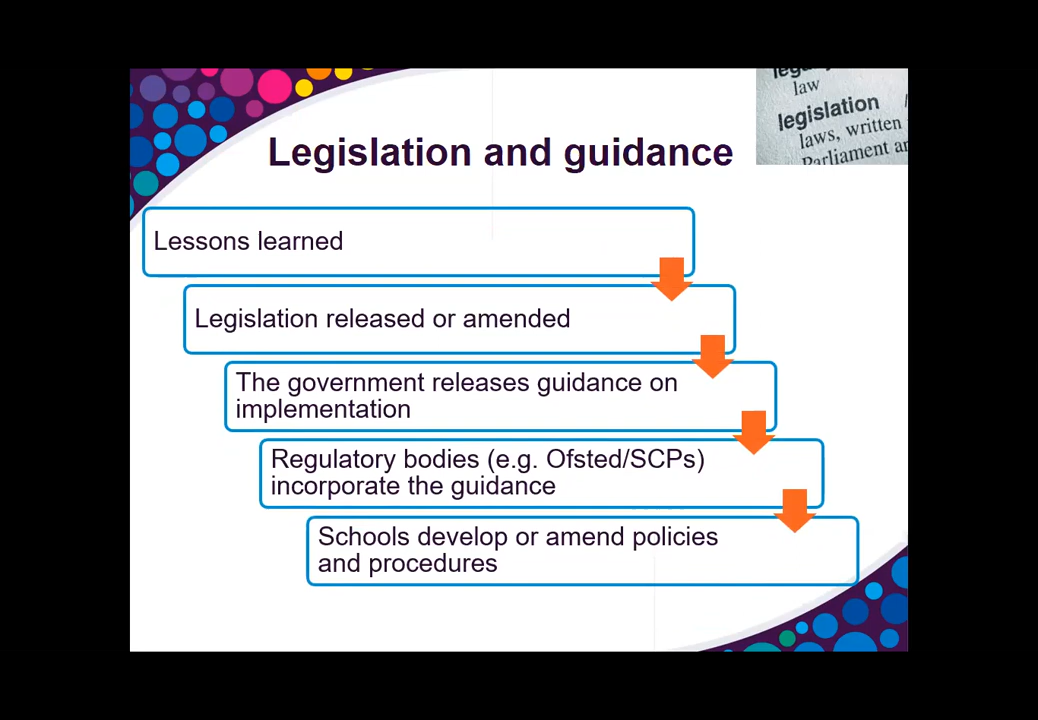 law
legislation
laws, written
Parliament
Legislation and guidance
Lessons learned
Legislation released or amended
The government releases guidance on
implementation
Regulatory bodies (e.g. Ofsted/SCPs)
incorporate the guidance
Schools develop or amend policies
and procedures